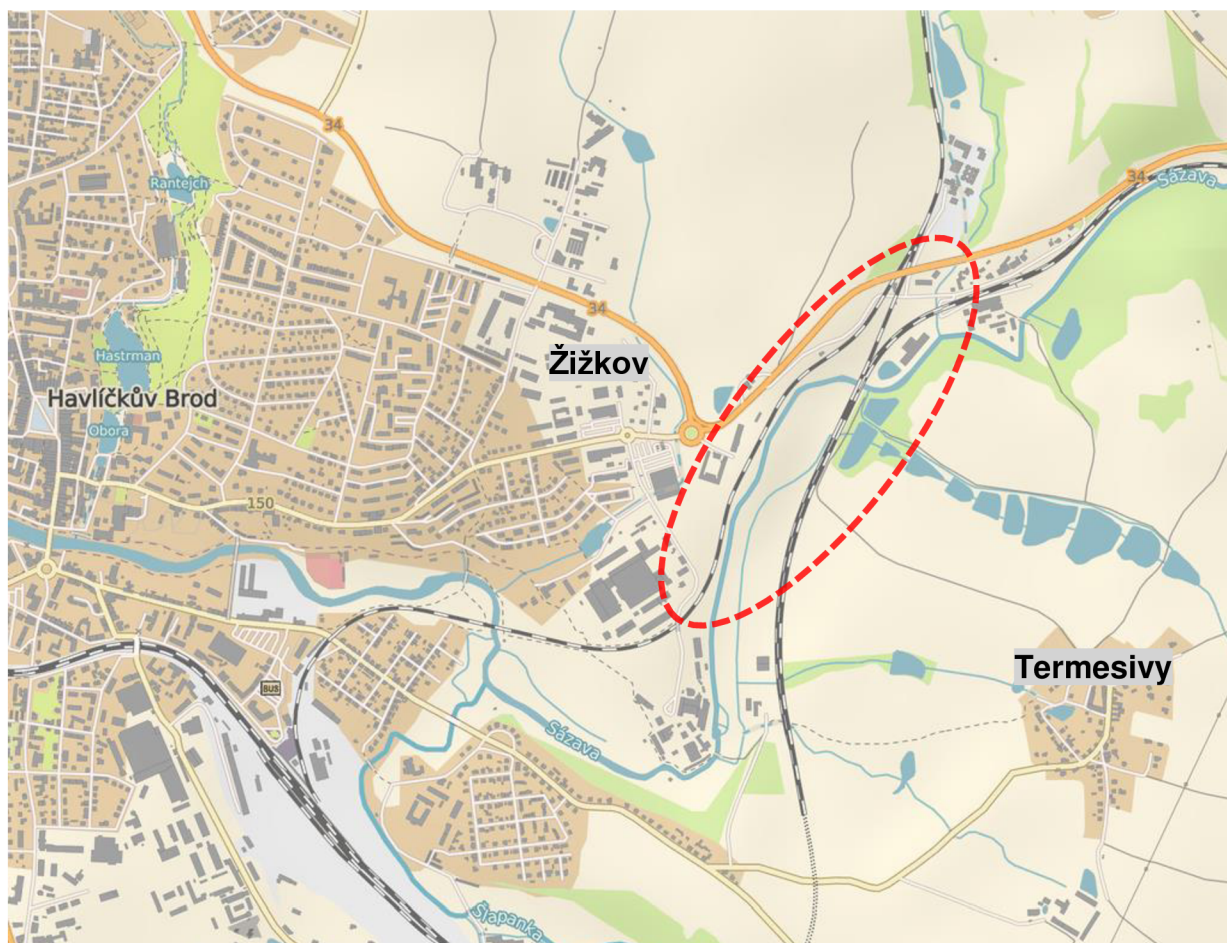 34
34
Sázava
Rantejch
34
Žižkov
Hastrman
Havlíčkův Brod
Obora
150
Termesivy
BUS
Sázava
Šlapanka